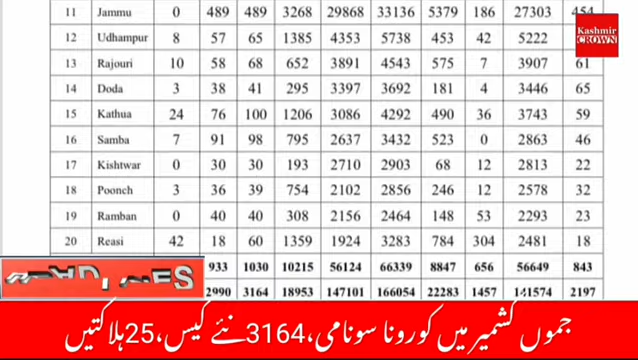 11 Jammu 0 489 489 3268 29868 33136 5379 186 27303 454
Kashmir
CROWN
12 Udhampur 8 57 65 1385 4353 5738 453 42 5222
13 Rajouri 10 58 68 652 3891 4543 575 7 3907 61
14 Doda 3 38 41 295 3397 3692 181 4 3446 65
15 Kathua 24 76 100 1206 3086 4292 490 36 3743 59
16 Samba 7 91 98 795 2637 3432 523 0 2863 46
17 Kishtwar 0 30 30 193 2710 2903 68 12 2813 22
18 Poonch 3 36 39 754 2102 2856 246 12 2578 32
19 Ramban 0 40 40 308 2156 2464 148 53 2293 23
20 Reasi 42 18 60 1359 1924 3283 784 304 2481 18
933 1030 10215 56124 66339 8847 656 56649 843
2990 3164 18953 147101 166054 22283 1457 141574 2197
جموں کشمیر میں کورونا سونامی،3164نئے کیس،25ہلاکتیں